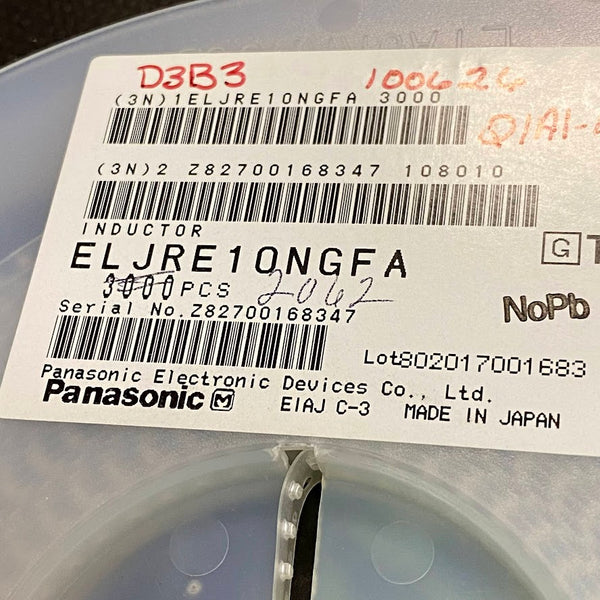 D3B3 100624
(3N)1ELJRE10NGFA 3000
(3N)2 Z82700168347 108010
INDUCTOR
ELJRE10NGFA
G T
3000PCS 2062
NoPb
Serial No.Z82700168347
Lot802017001683
Panasonic Electronic Devices Co., Ltd.
Panasonic M EIAJ C-3 MADE IN JAPAN